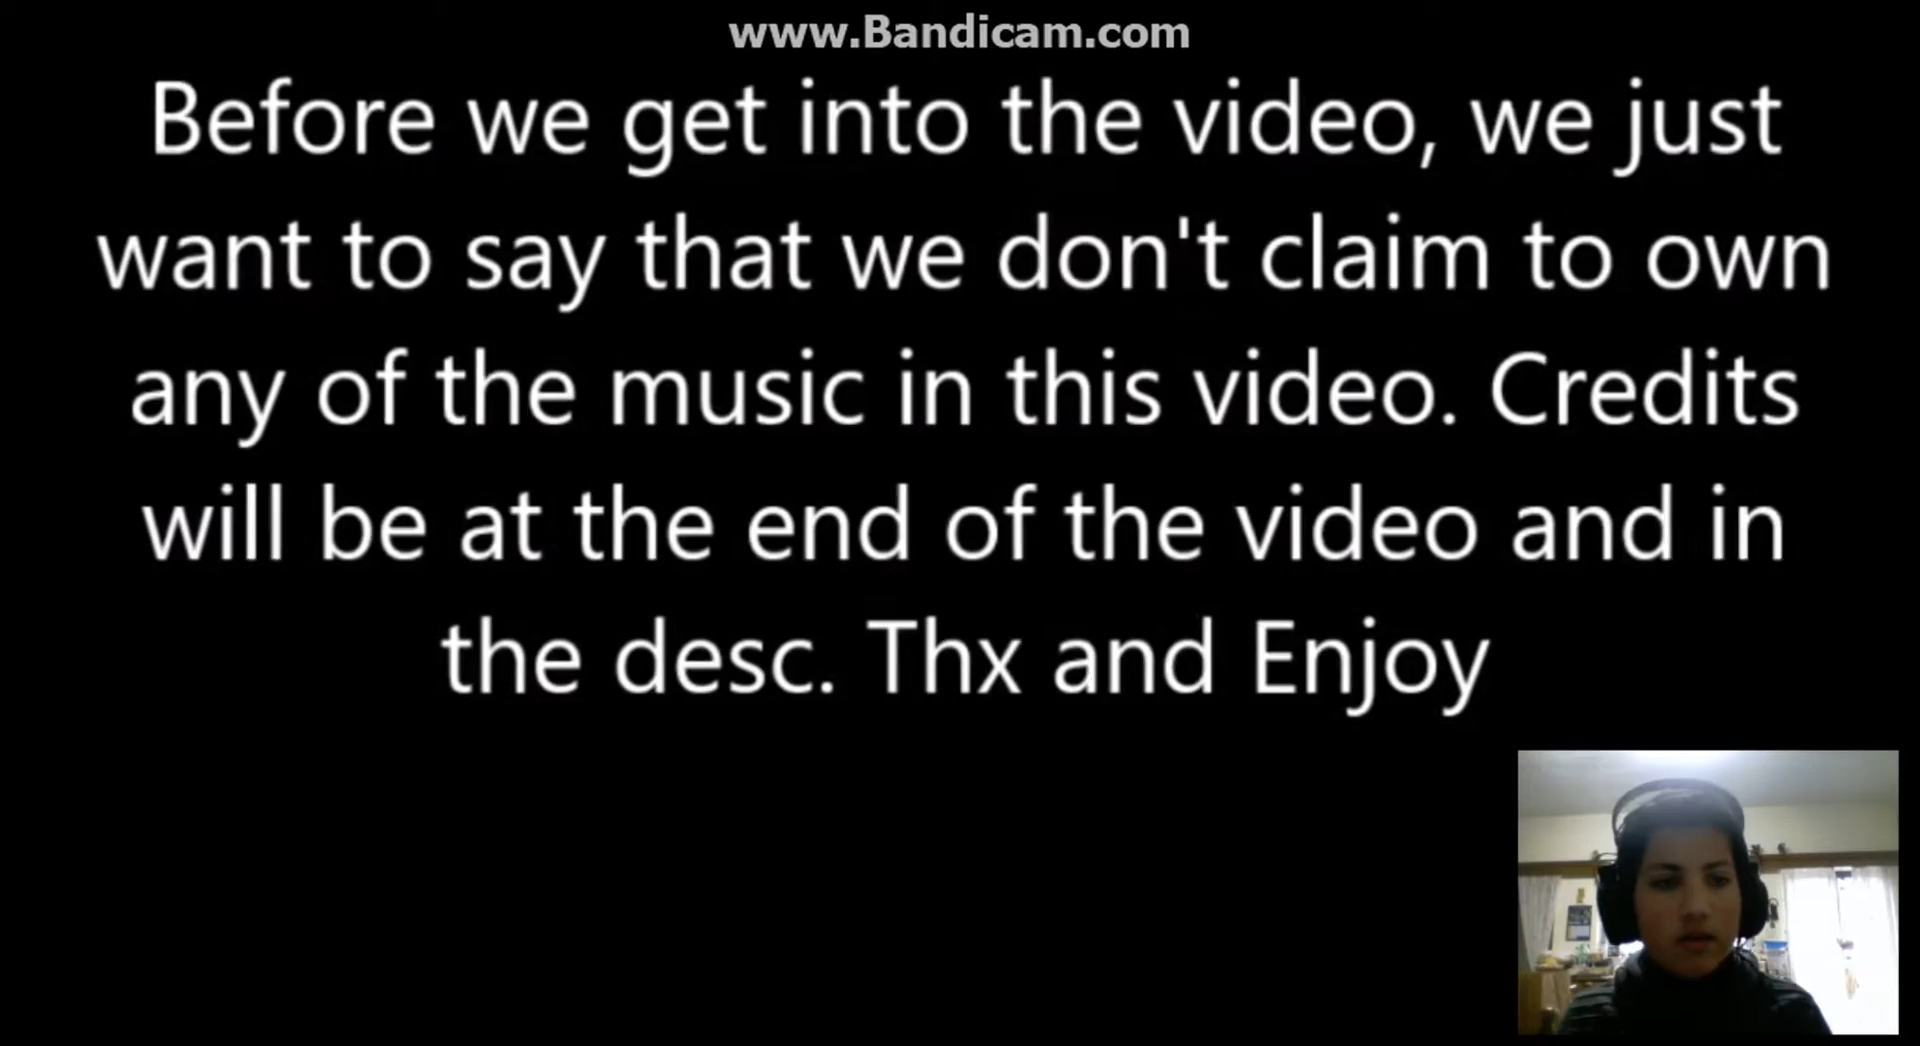 www.Bandicam.com
Before we get into the video, we just
want to say that we don't claim to own
any of the music in this video. Credits
will be at the end of the video and in
the desc. Thx and Enjoy